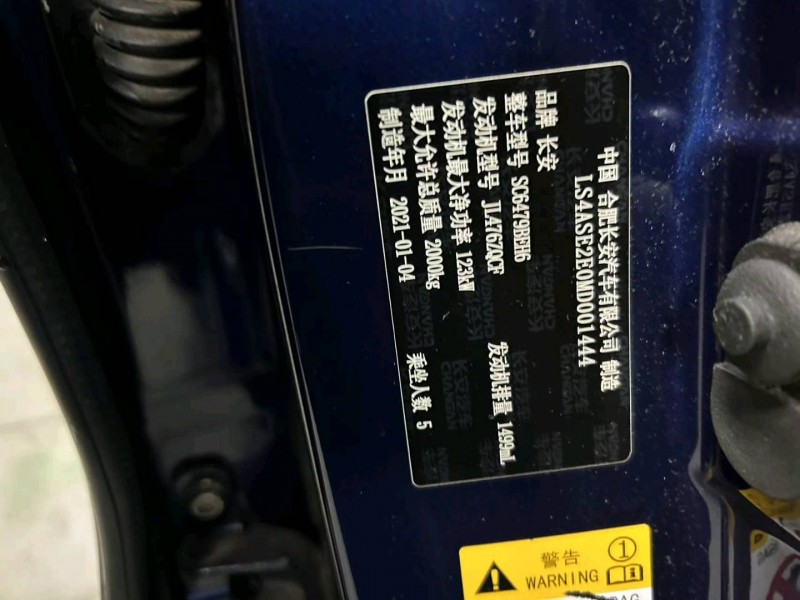 中国 合肥长安汽车有限公司 制造
LS4ASE2E0MD001444
品牌 长安
整车型号 SC6479BEH6
发动机型号 JLA767QCF 发动机排量 1499mL
发动机最大净功率 123kW
最大允许总质量 2000kg
制造年月 2021-01-04 乘坐人数 5
警告 1
WARNING